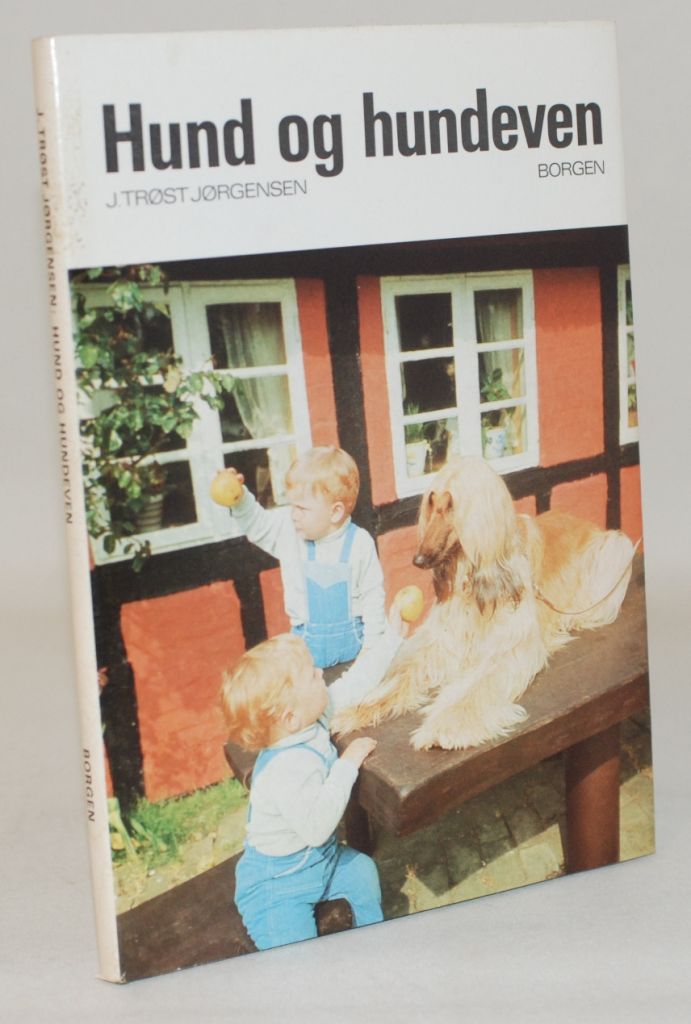 Hund og hundeven
J. TRØST JØRGENSEN
BORGEN
J. TRØST JØRGENSEN: HUND OG HUNDEVEN
BORGEN